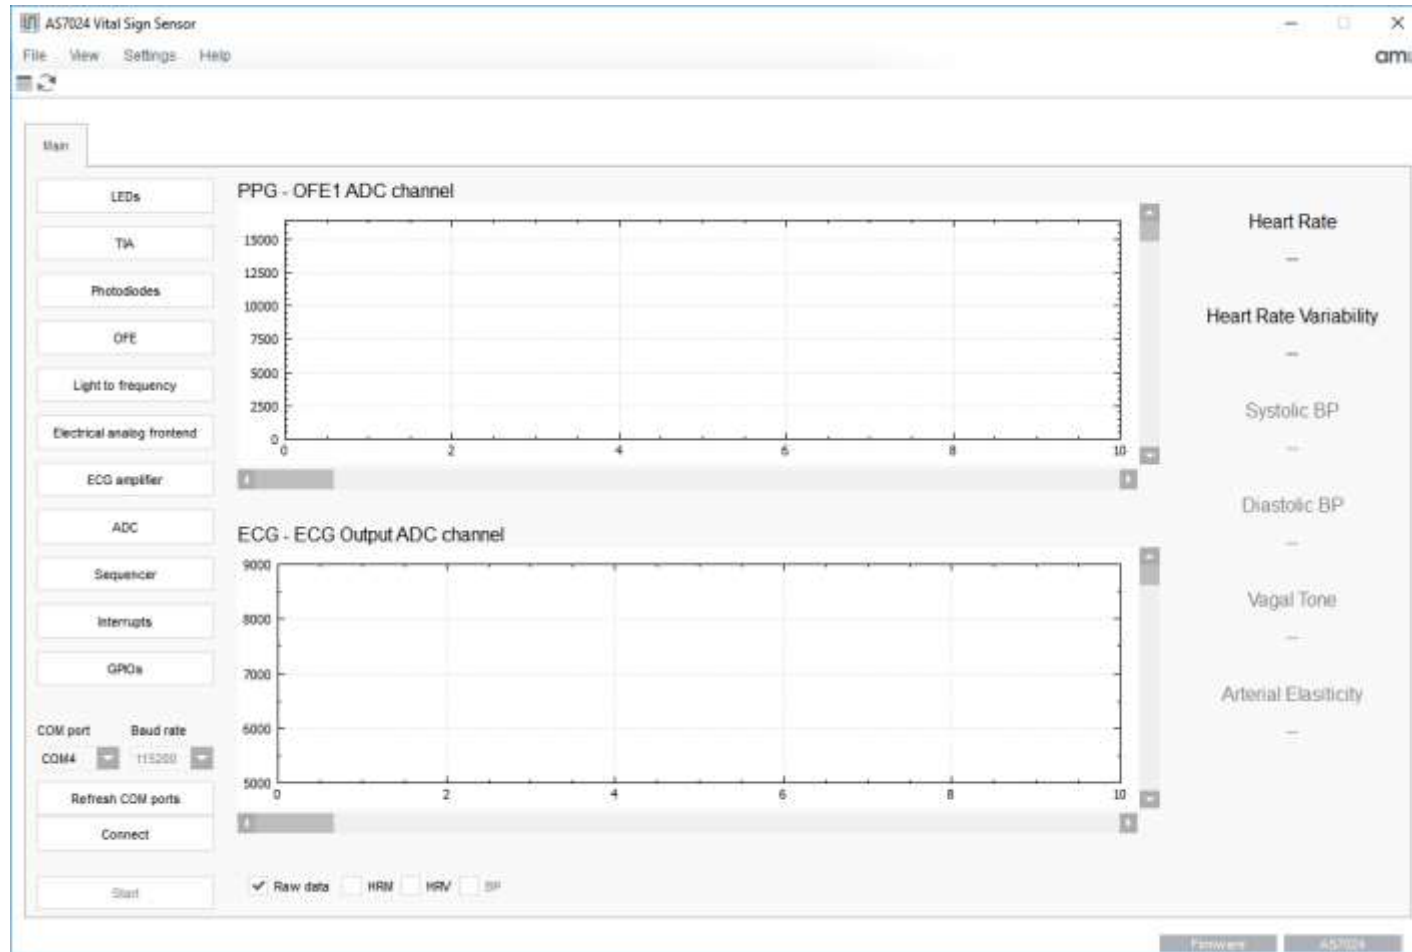 AS7024 Vital Sign Sensor
File View Settings Help
am
Main
LEDs
TIA
Photodiodes
OFE
Light to frequency
Electrical analog frontend
ECG amplifier
ADC
Sequencer
Interrupts
GPIOs
COM port Baud rate
COM4 115200
Refresh COM ports
Connect
Start
PPG - OFE1 ADC channel
15000
12500
10000
7500
5000
2500
0
0 2 4 6 8 10
ECG - ECG Output ADC channel
9000
8000
7000
6000
5000
0 2 4 6 8 10
Raw data HRM HRV BP
Heart Rate
--
Heart Rate Variability
--
Systolic BP
--
Diastolic BP
--
Vagal Tone
--
Arterial Elasiticity
--
Firmware AS7024